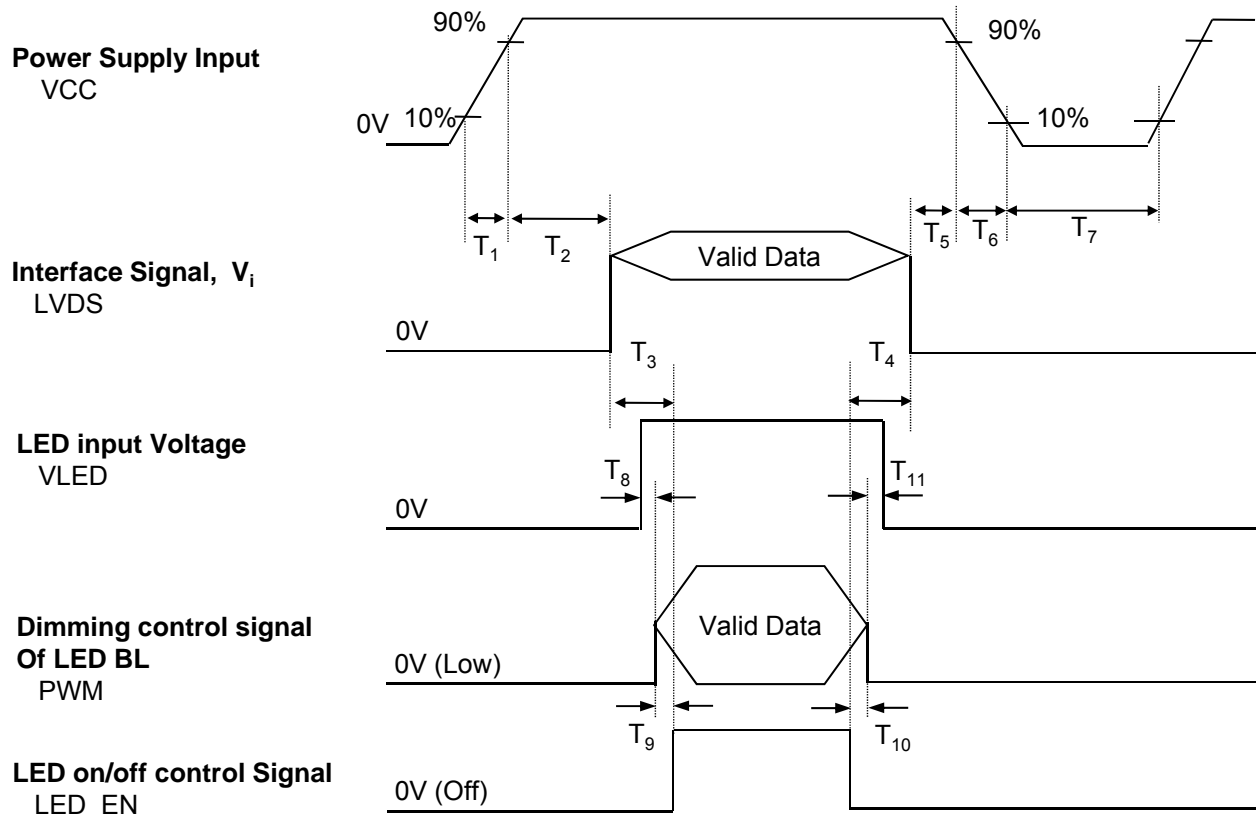 90%
90%
Power Supply Input
VCC
0V
10%
10%
T1
T2
T5
T6
T7
Valid Data
Interface Signal, Vi
LVDS
0V
T3
T4
LED input Voltage
VLED
T8
T11
0V
Dimming control signal
Of LED BL
PWM
Valid Data
0V (Low)
T9
T10
LED on/off control Signal
LED_EN
0V (Off)